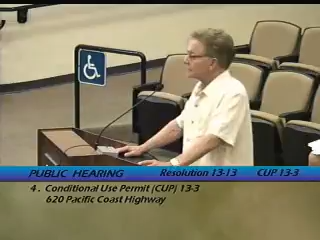 PUBLIC HEARING Resolution 13-13 CUP 13-3
4. Conditional Use Permit (CUP) 13-3
620 Pacific Coast Highway